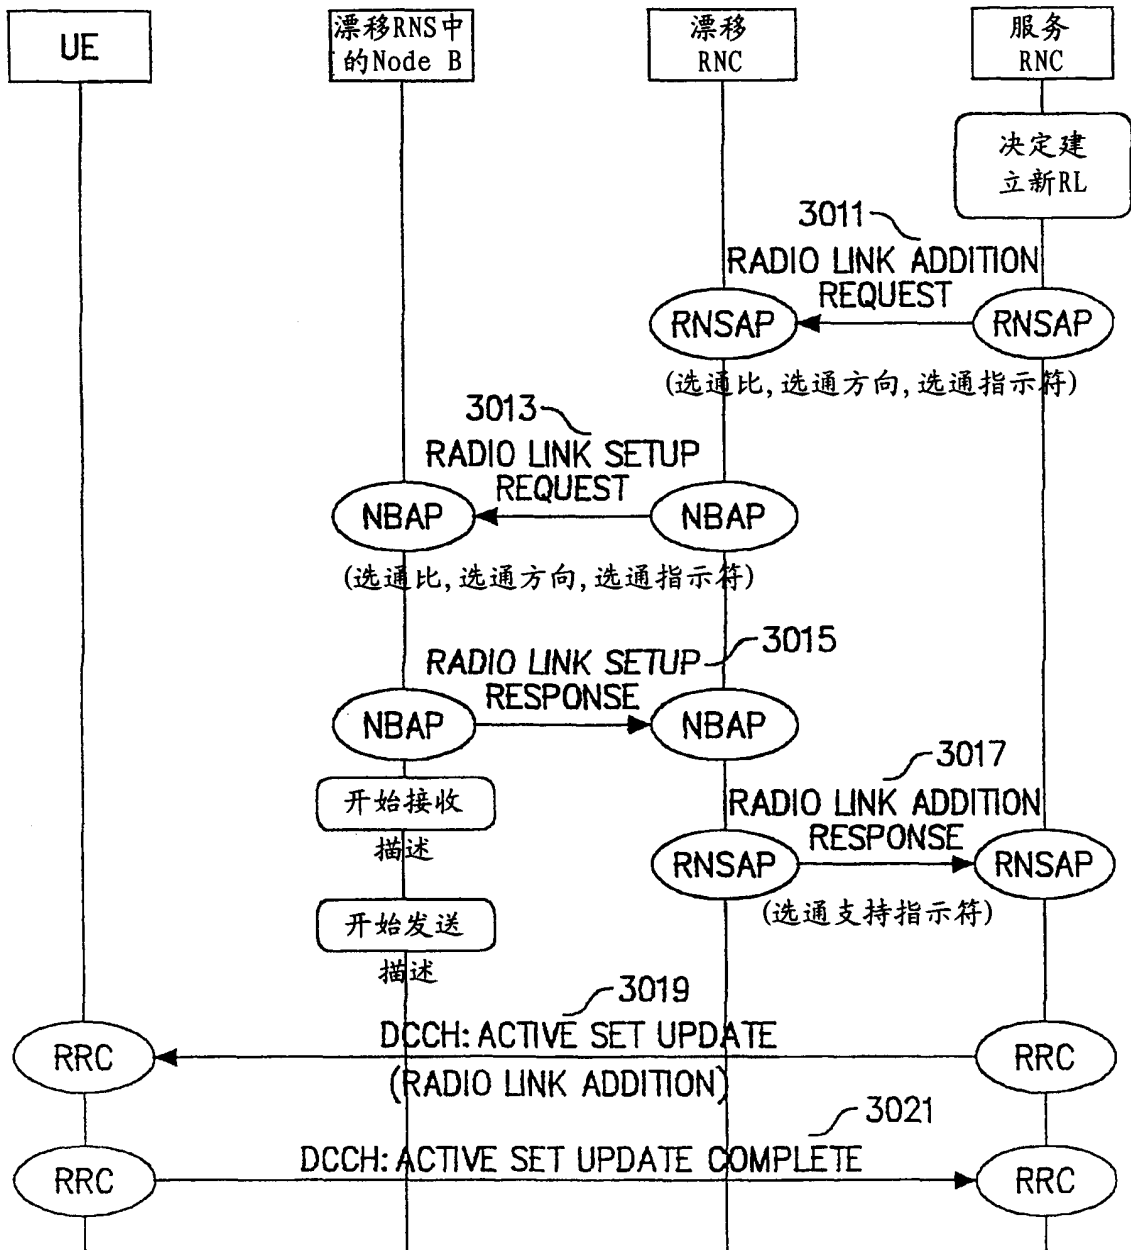 UE
漂移RNS中
的Node B
漂移
RNC
服务
RNC
决定建
立新RL
3011
RADIO LINK ADDITION
REQUEST
RNSAP
RNSAP
(选通比,选通方向,选通指示符)
3013
RADIO LINK SETUP
REQUEST
NBAP
NBAP
(选通比,选通方向,选通指示符)
3015
RADIO LINK SETUP
RESPONSE
NBAP
NBAP
3017
开始接收
RADIO LINK ADDITION
RESPONSE
描述
RNSAP
RNSAP
(选通支持指示符)
开始发送
描述
3019
DCCH: ACTIVE SET UPDATE
RRC
RRC
(RADIO LINK ADDITION)
3021
DCCH: ACTIVE SET UPDATE COMPLETE
RRC
RRC